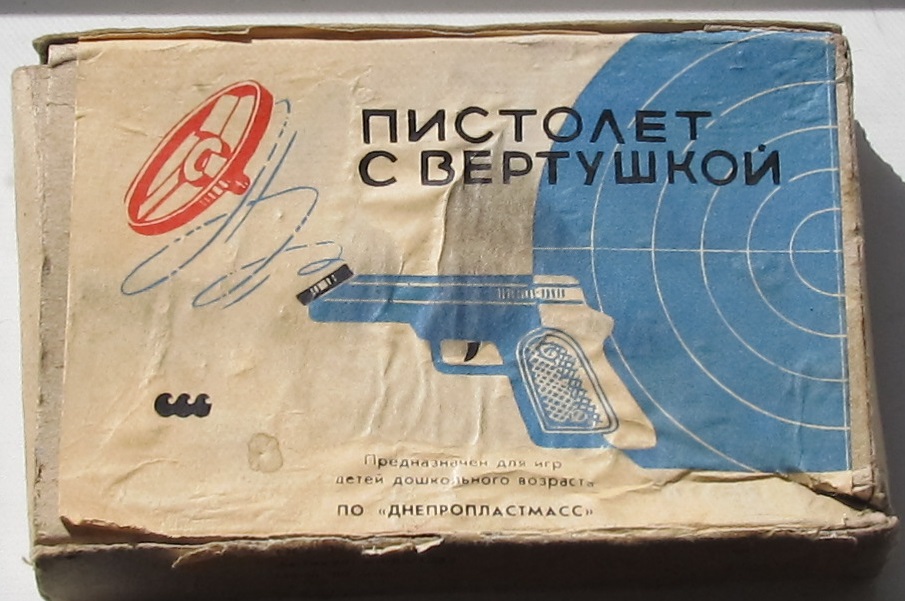 ПИСТОЛЕТ
С ВЕРТУШКОЙ
Предназначен для игр
детей дошкольного возраста
ПО «ДНЕПРОПЛАСТМАСС»